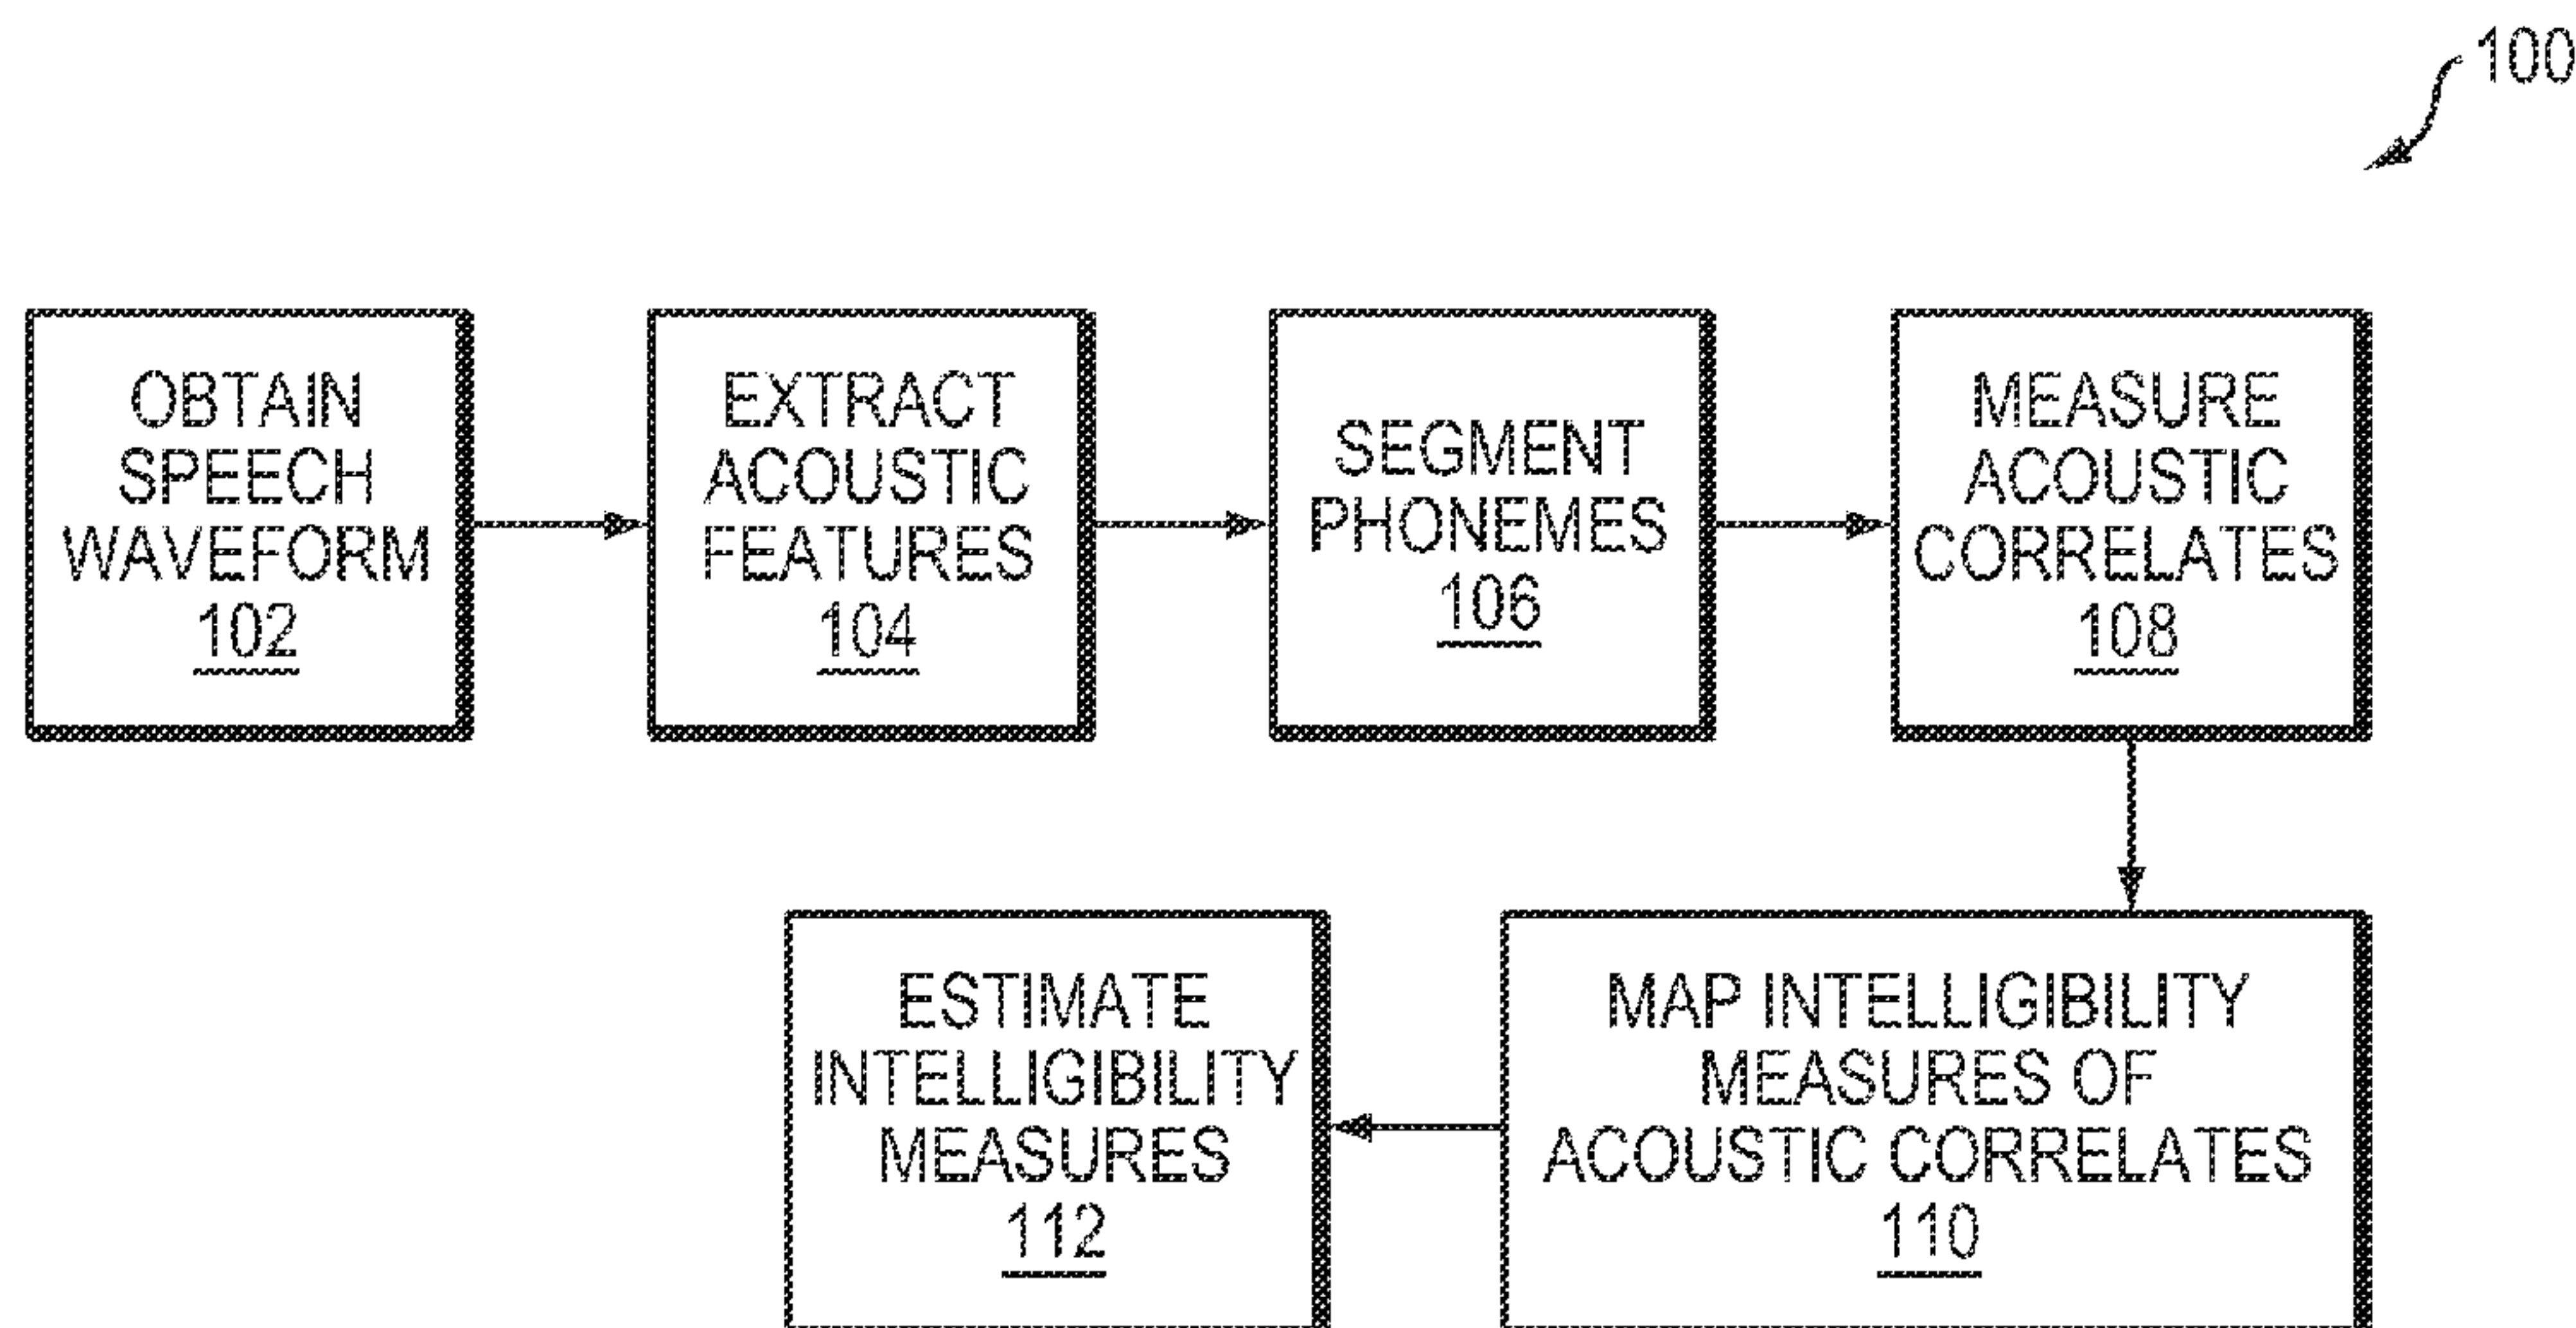 100
OBTAIN
SPEECH
WAVEFORM
102
EXTRACT
ACOUSTIC
FEATURES
104
SEGMENT
PHONEMES
106
MEASURE
ACOUSTIC
CORRELATES
108
MAP INTELLIGIBILITY
MEASURES OF
ACOUSTIC CORRELATES
110
ESTIMATE
INTELLIGIBILITY
MEASURES
112